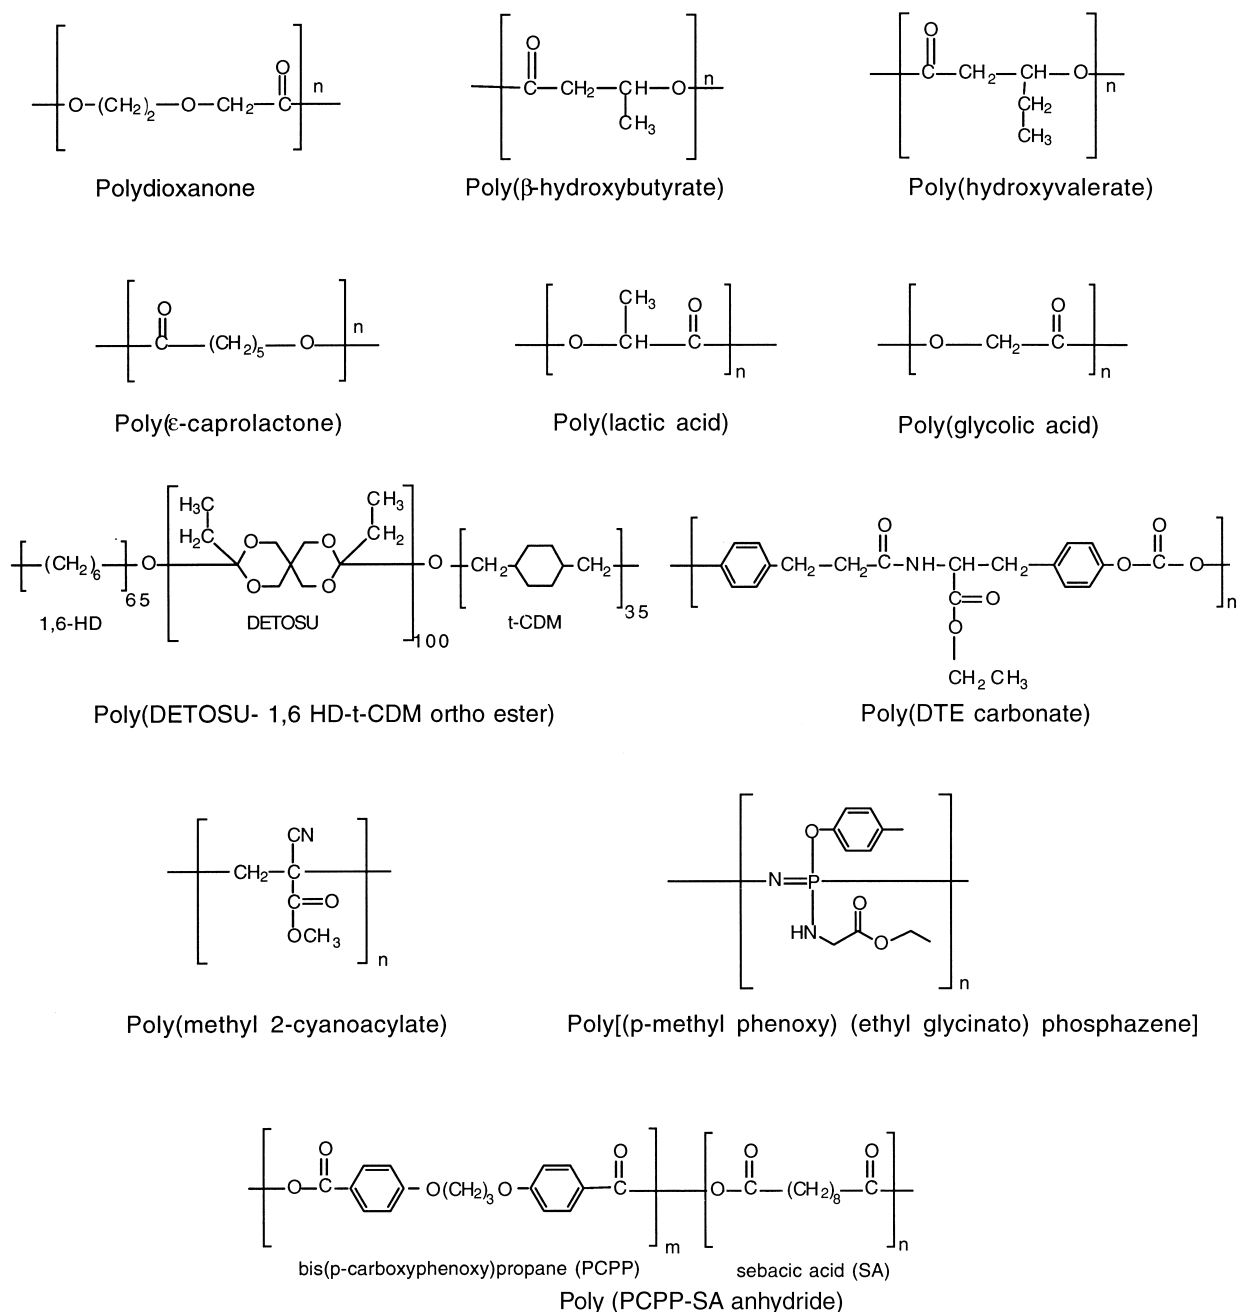 O n
O-(CH2)2-O-CH2-C
Polydioxanone
O n
C-CH2-CH-O
CH3
Poly(β-hydroxybutyrate)
O
C-CH2-CH-O n
CH2
CH3
Poly(hydroxyvalerate)
O n
C-(CH2)5-O
Poly(ε-caprolactone)
CH3 O
O-CH-C
n
Poly(lactic acid)
O
O-CH2-C
n
Poly(glycolic acid)
H3C CH3
H2C CH2
O O
(CH2)6 O O CH2 CH2
O O
65 35
1,6-HD DETOSU t-CDM
100
Poly(DETOSU- 1,6 HD-t-CDM ortho ester)
O O
CH2-CH2-C-NH CH2 O-C-O
C=O n
O
CH2CH3
Poly(DTE carbonate)
CN
CH2-C
C=O
OCH3
n
Poly(methyl 2-cyanoacylate)
O
N=P
HN O
O
n
Poly[(p-methyl phenoxy) (ethyl glycinato) phosphazene]
O O O O
O-C O(CH2)3O C O-C-(CH2)8-C
m n
bis(p-carboxyphenoxy)propane (PCPP) sebacic acid (SA)
Poly (PCPP-SA anhydride)